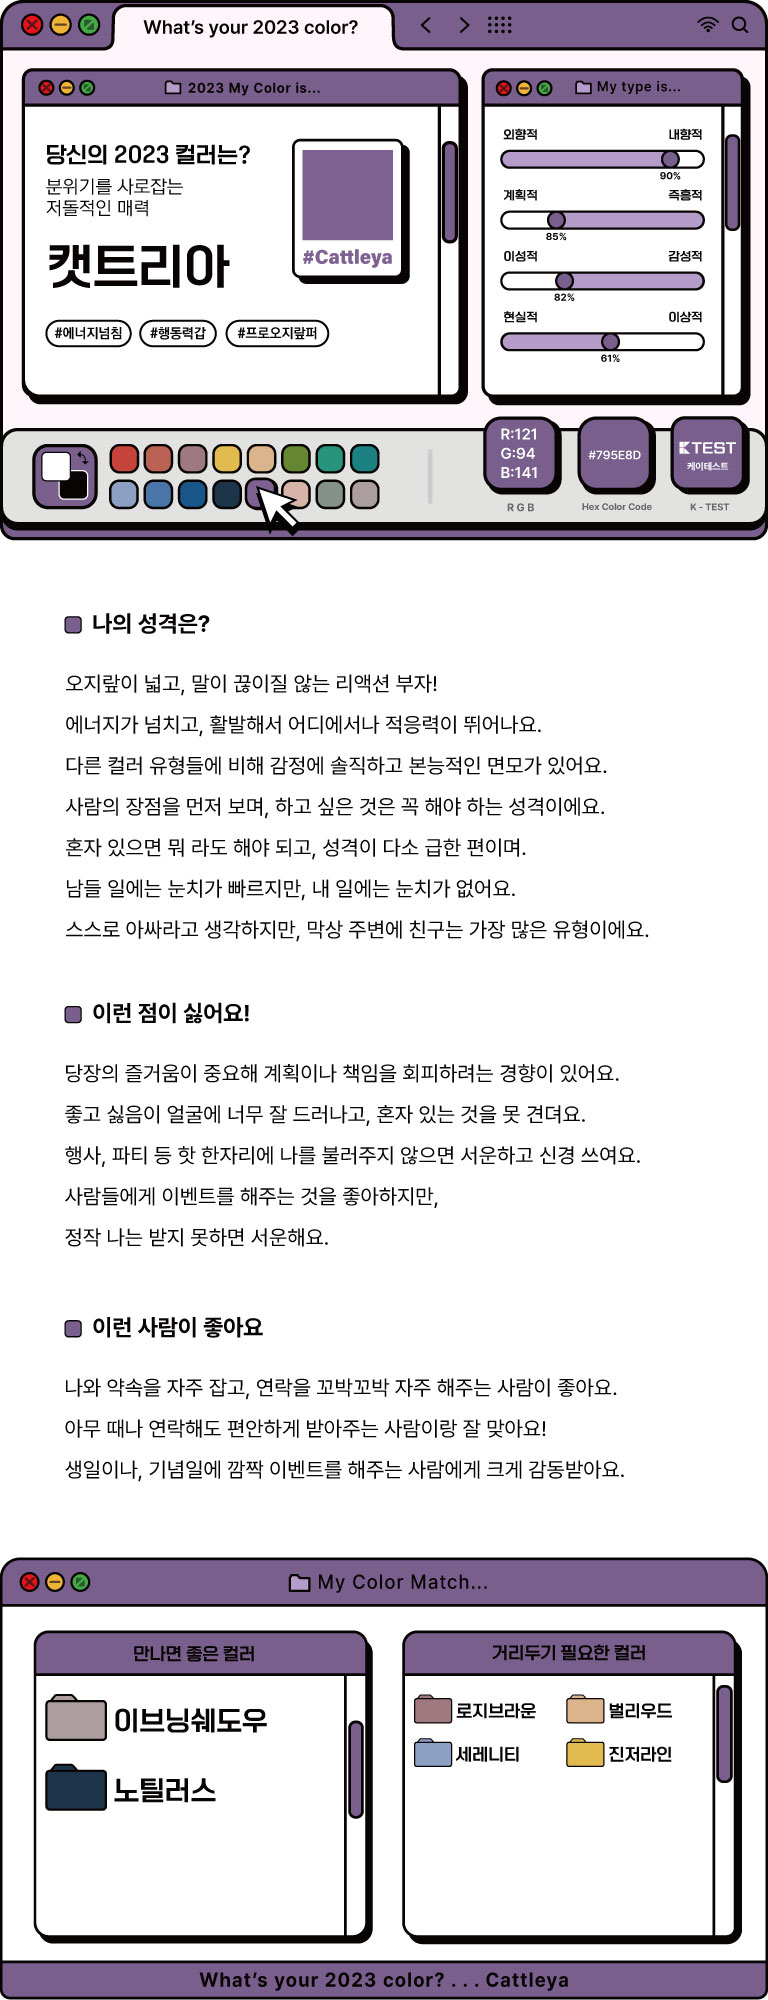 What's your 2023 color?
2023 My Color is...
당신의 2023 컬러는?
분위기를 사로잡는
저돌적인 매력
캣트리아
#Cattleya
#에너지넘침
#행동력갑
#프로오지랖퍼
My type is...
외향적 내향적
90%
계획적 즉흥적
85%
이성적 감성적
82%
현실적 이상적
61%
R:121
G:94
B:141
RGB
#795E8D
Hex Color Code
KTEST
케이테스트
K - TEST
나의 성격은?
오지랖이 넓고, 말이 끊이질 않는 리액션 부자!
에너지가 넘치고, 활발해서 어디에서나 적응력이 뛰어나요.
다른 컬러 유형들에 비해 감정에 솔직하고 본능적인 면모가 있어요.
사람의 장점을 먼저 보며, 하고 싶은 것은 꼭 해야 하는 성격이에요.
혼자 있으면 뭐 라도 해야 되고, 성격이 다소 급한 편이며.
남들 일에는 눈치가 빠르지만, 내 일에는 눈치가 없어요.
스스로 아싸라고 생각하지만, 막상 주변에 친구는 가장 많은 유형이에요.
이런 점이 싫어요!
당장의 즐거움이 중요해 계획이나 책임을 회피하려는 경향이 있어요.
좋고 싫음이 얼굴에 너무 잘 드러나고, 혼자 있는 것을 못 견뎌요.
행사, 파티 등 핫 한자리에 나를 불러주지 않으면 서운하고 신경 쓰여요.
사람들에게 이벤트를 해주는 것을 좋아하지만,
정작 나는 받지 못하면 서운해요.
이런 사람이 좋아요
나와 약속을 자주 잡고, 연락을 꼬박꼬박 자주 해주는 사람이 좋아요.
아무 때나 연락해도 편안하게 받아주는 사람이랑 잘 맞아요!
생일이나, 기념일에 깜짝 이벤트를 해주는 사람에게 크게 감동받아요.
My Color Match...
만나면 좋은 컬러
이브닝쉐도우
노틸러스
거리두기 필요한 컬러
로지브라운 벌리우드
세레니티 진저라인
What's your 2023 color? . . . Cattleya